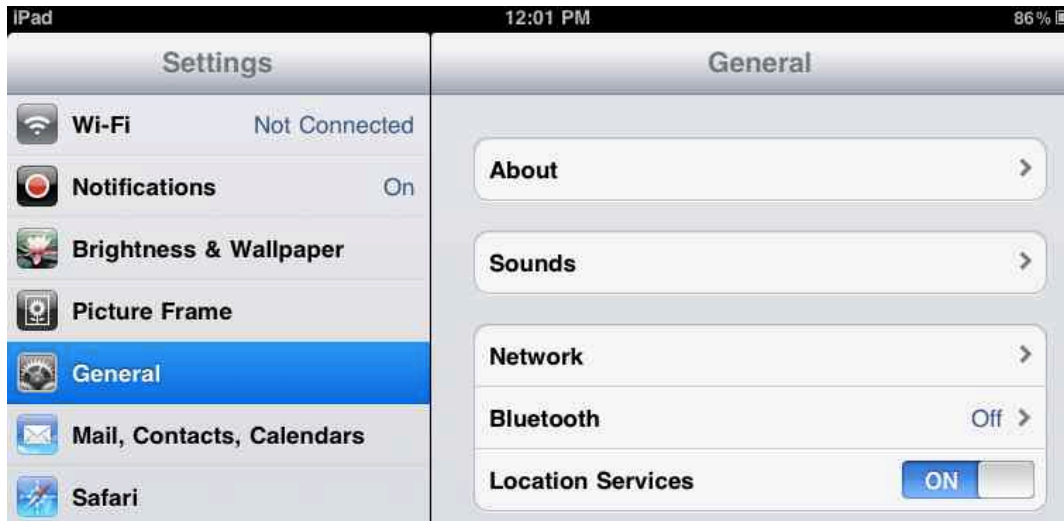 iPad 12:01 PM 86%
Settings
Wi-Fi Not Connected
Notifications On
Brightness & Wallpaper
Picture Frame
General
Mail, Contacts, Calendars
Safari
General
About
Sounds
Network
Bluetooth Off
Location Services ON